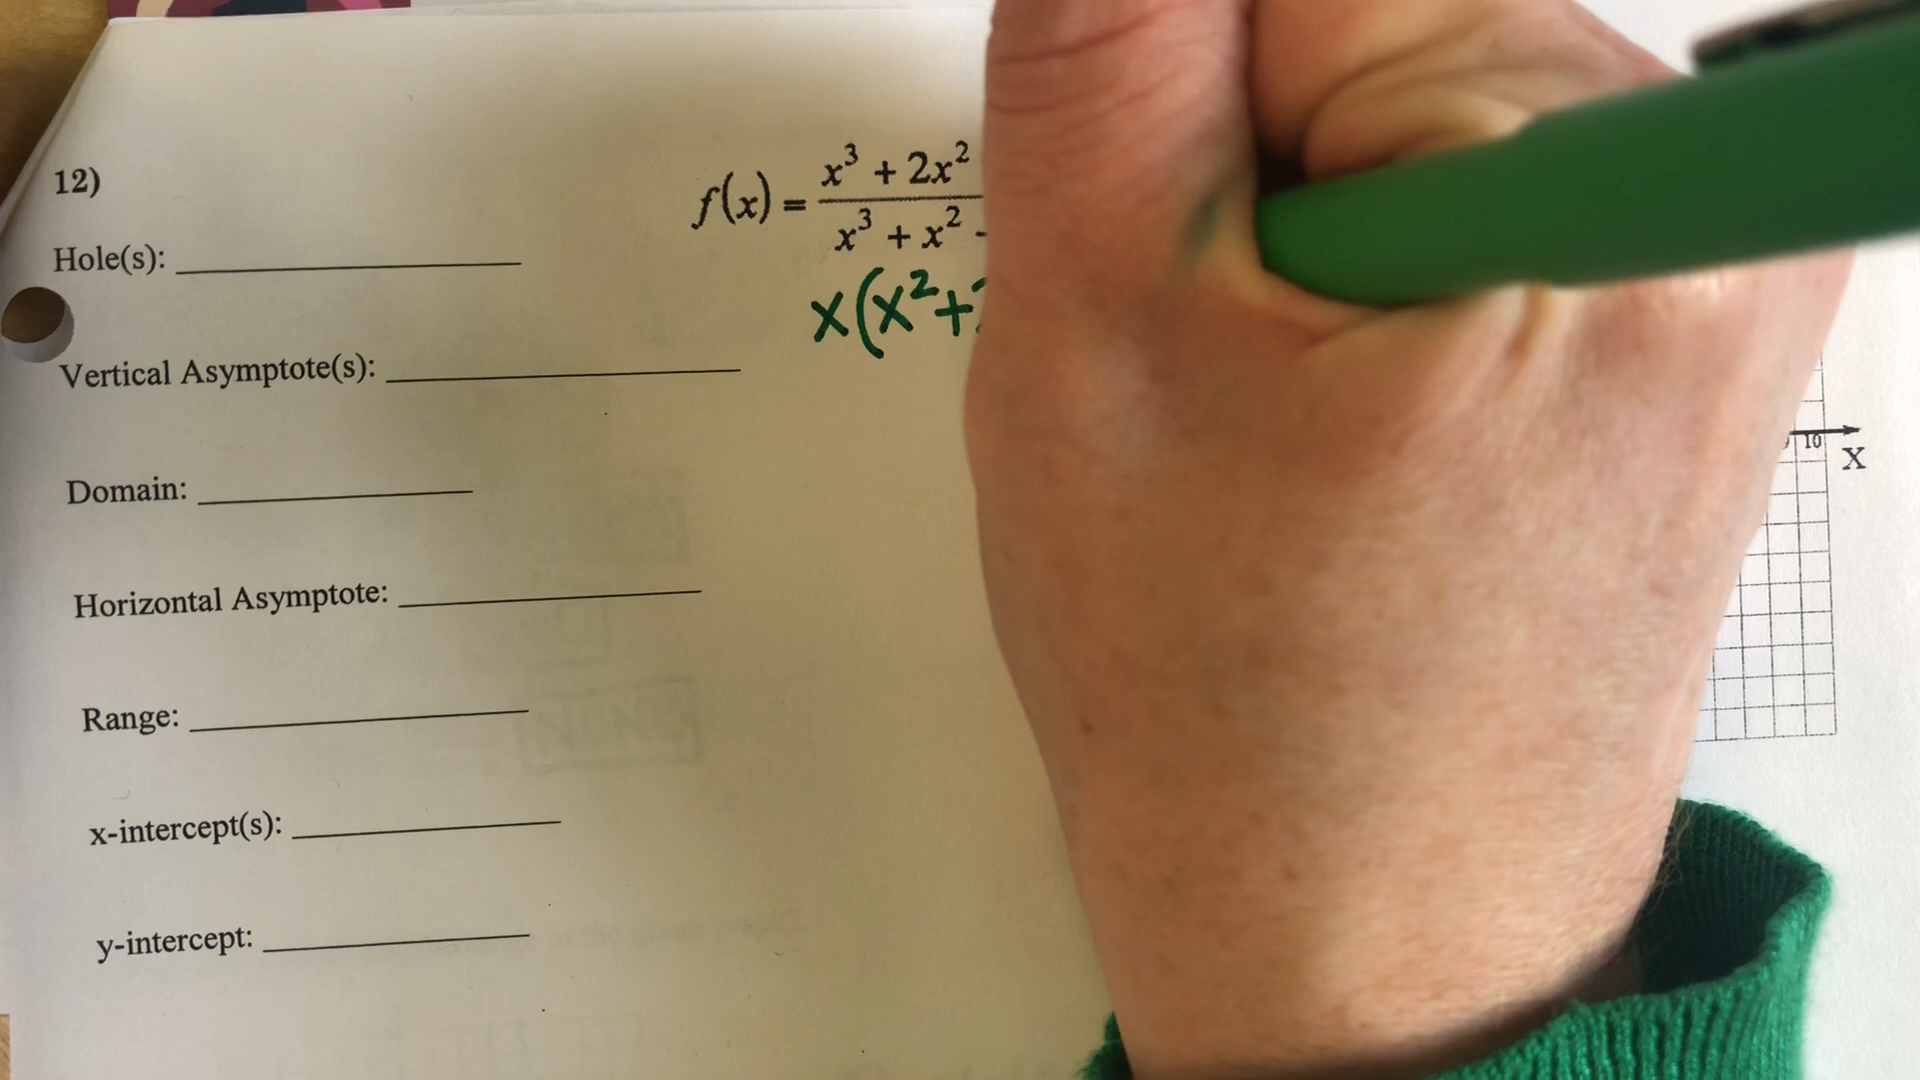 12)
f(x) = x³ + 2x² / x³ + x² -
x(x²+
Hole(s):
Vertical Asymptote(s):
Domain:
Horizontal Asymptote:
Range:
x-intercept(s):
y-intercept:
10
X